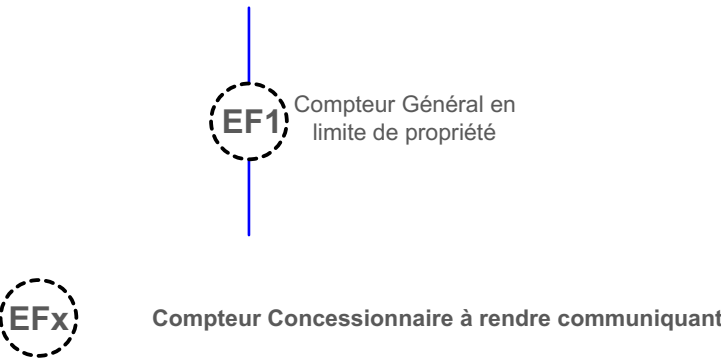 EF1
Compteur Général en
limite de propriété
EFx
Compteur Concessionnaire à rendre communiquant